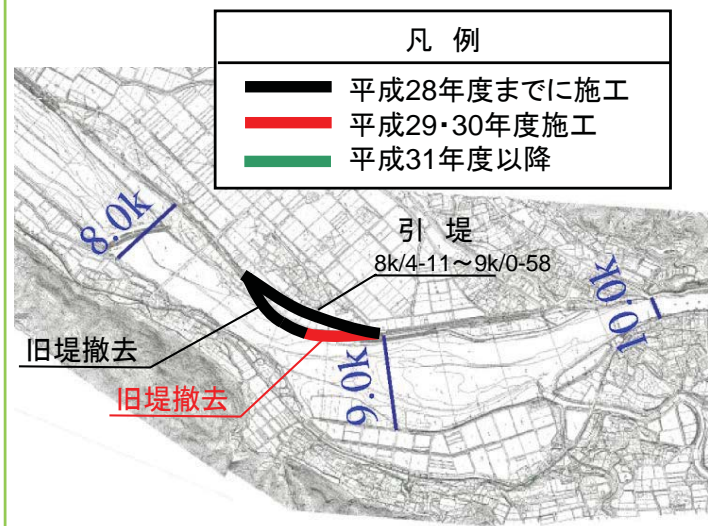 凡 例
平成28年度までに施工
平成29・30年度施工
平成31年度以降
8.0k
引 堤
8k/4-11～9k/0-58
10.0k
旧堤撤去
旧堤撤去
9.0k